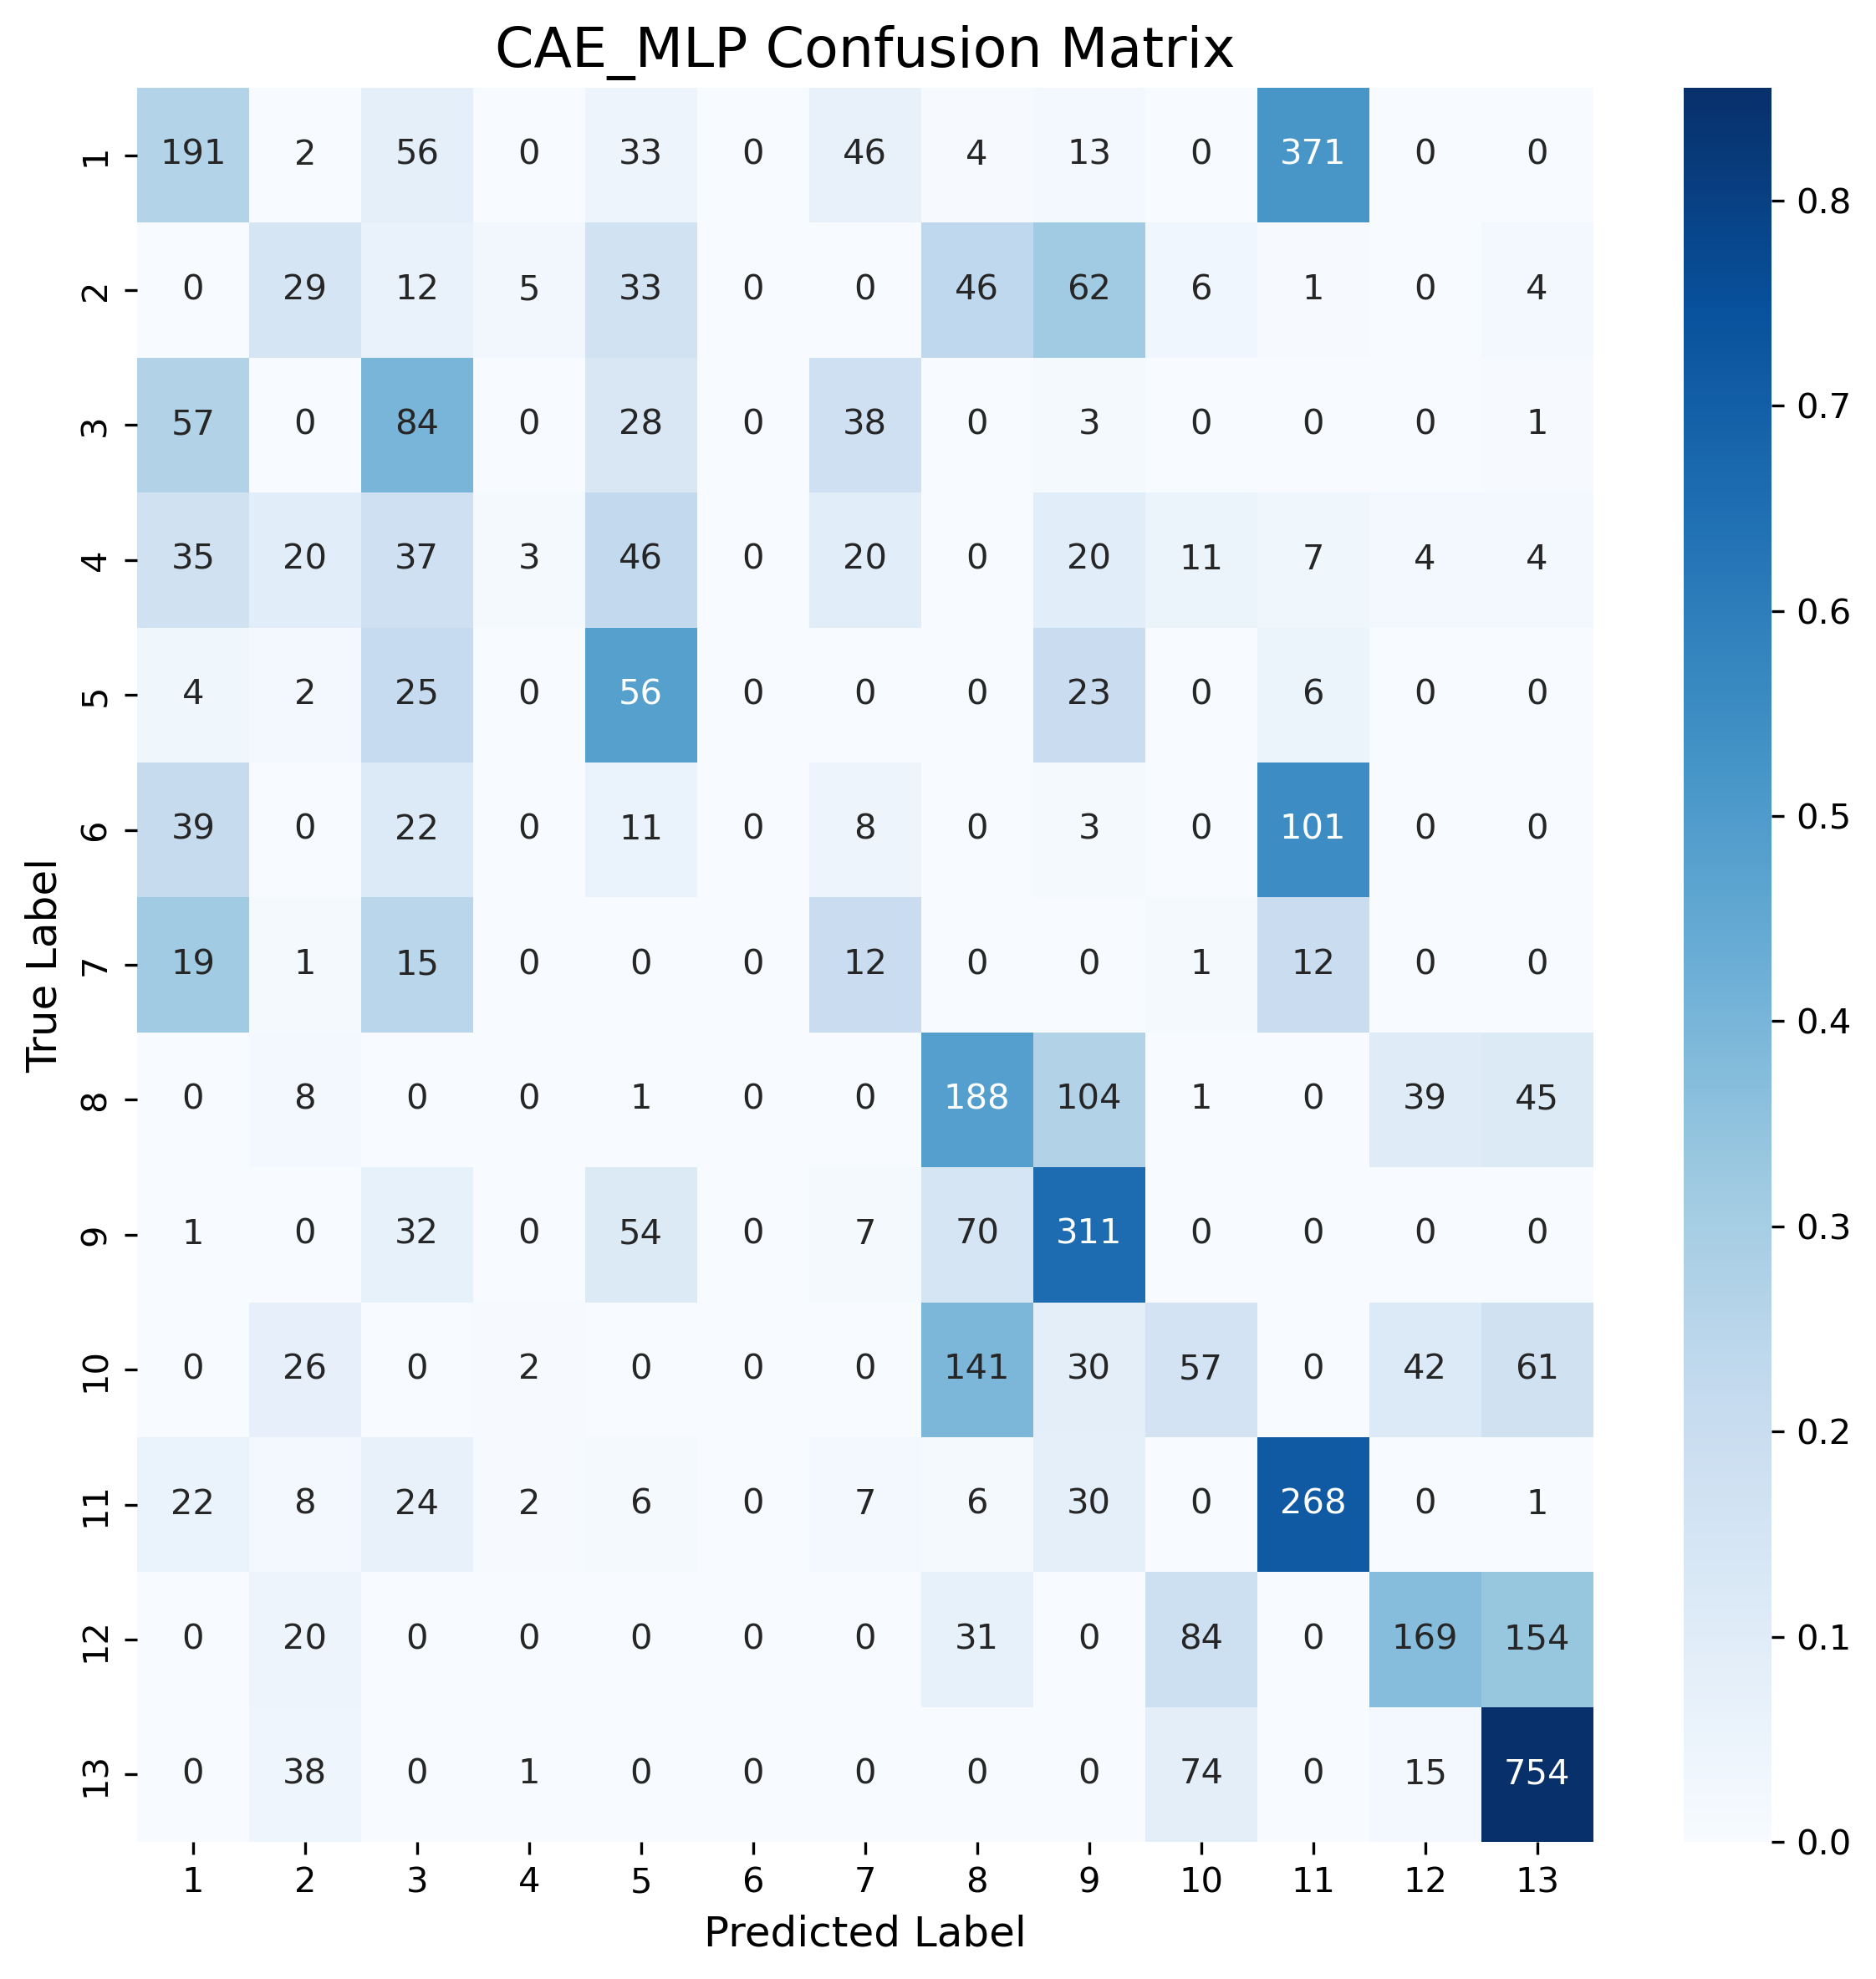 CAE_MLP Confusion Matrix
1 191 2 56 0 33 0 46 4 13 0 371 0 0
2 0 29 12 5 33 0 0 46 62 6 1 0 4
3 57 0 84 0 28 0 38 0 3 0 0 0 1
4 35 20 37 3 46 0 20 0 20 11 7 4 4
5 4 2 25 0 56 0 0 0 23 0 6 0 0
6 39 0 22 0 11 0 8 0 3 0 101 0 0
7 19 1 15 0 0 0 12 0 0 1 12 0 0
8 0 8 0 0 1 0 0 188 104 1 0 39 45
9 1 0 32 0 54 0 7 70 311 0 0 0 0
10 0 26 0 2 0 0 0 141 30 57 0 42 61
11 22 8 24 2 6 0 7 6 30 0 268 0 1
12 0 20 0 0 0 0 0 31 0 84 0 169 154
13 0 38 0 1 0 0 0 0 0 74 0 15 754
1 2 3 4 5 6 7 8 9 10 11 12 13
Predicted Label
True Label
0.8
0.7
0.6
0.5
0.4
0.3
0.2
0.1
0.0